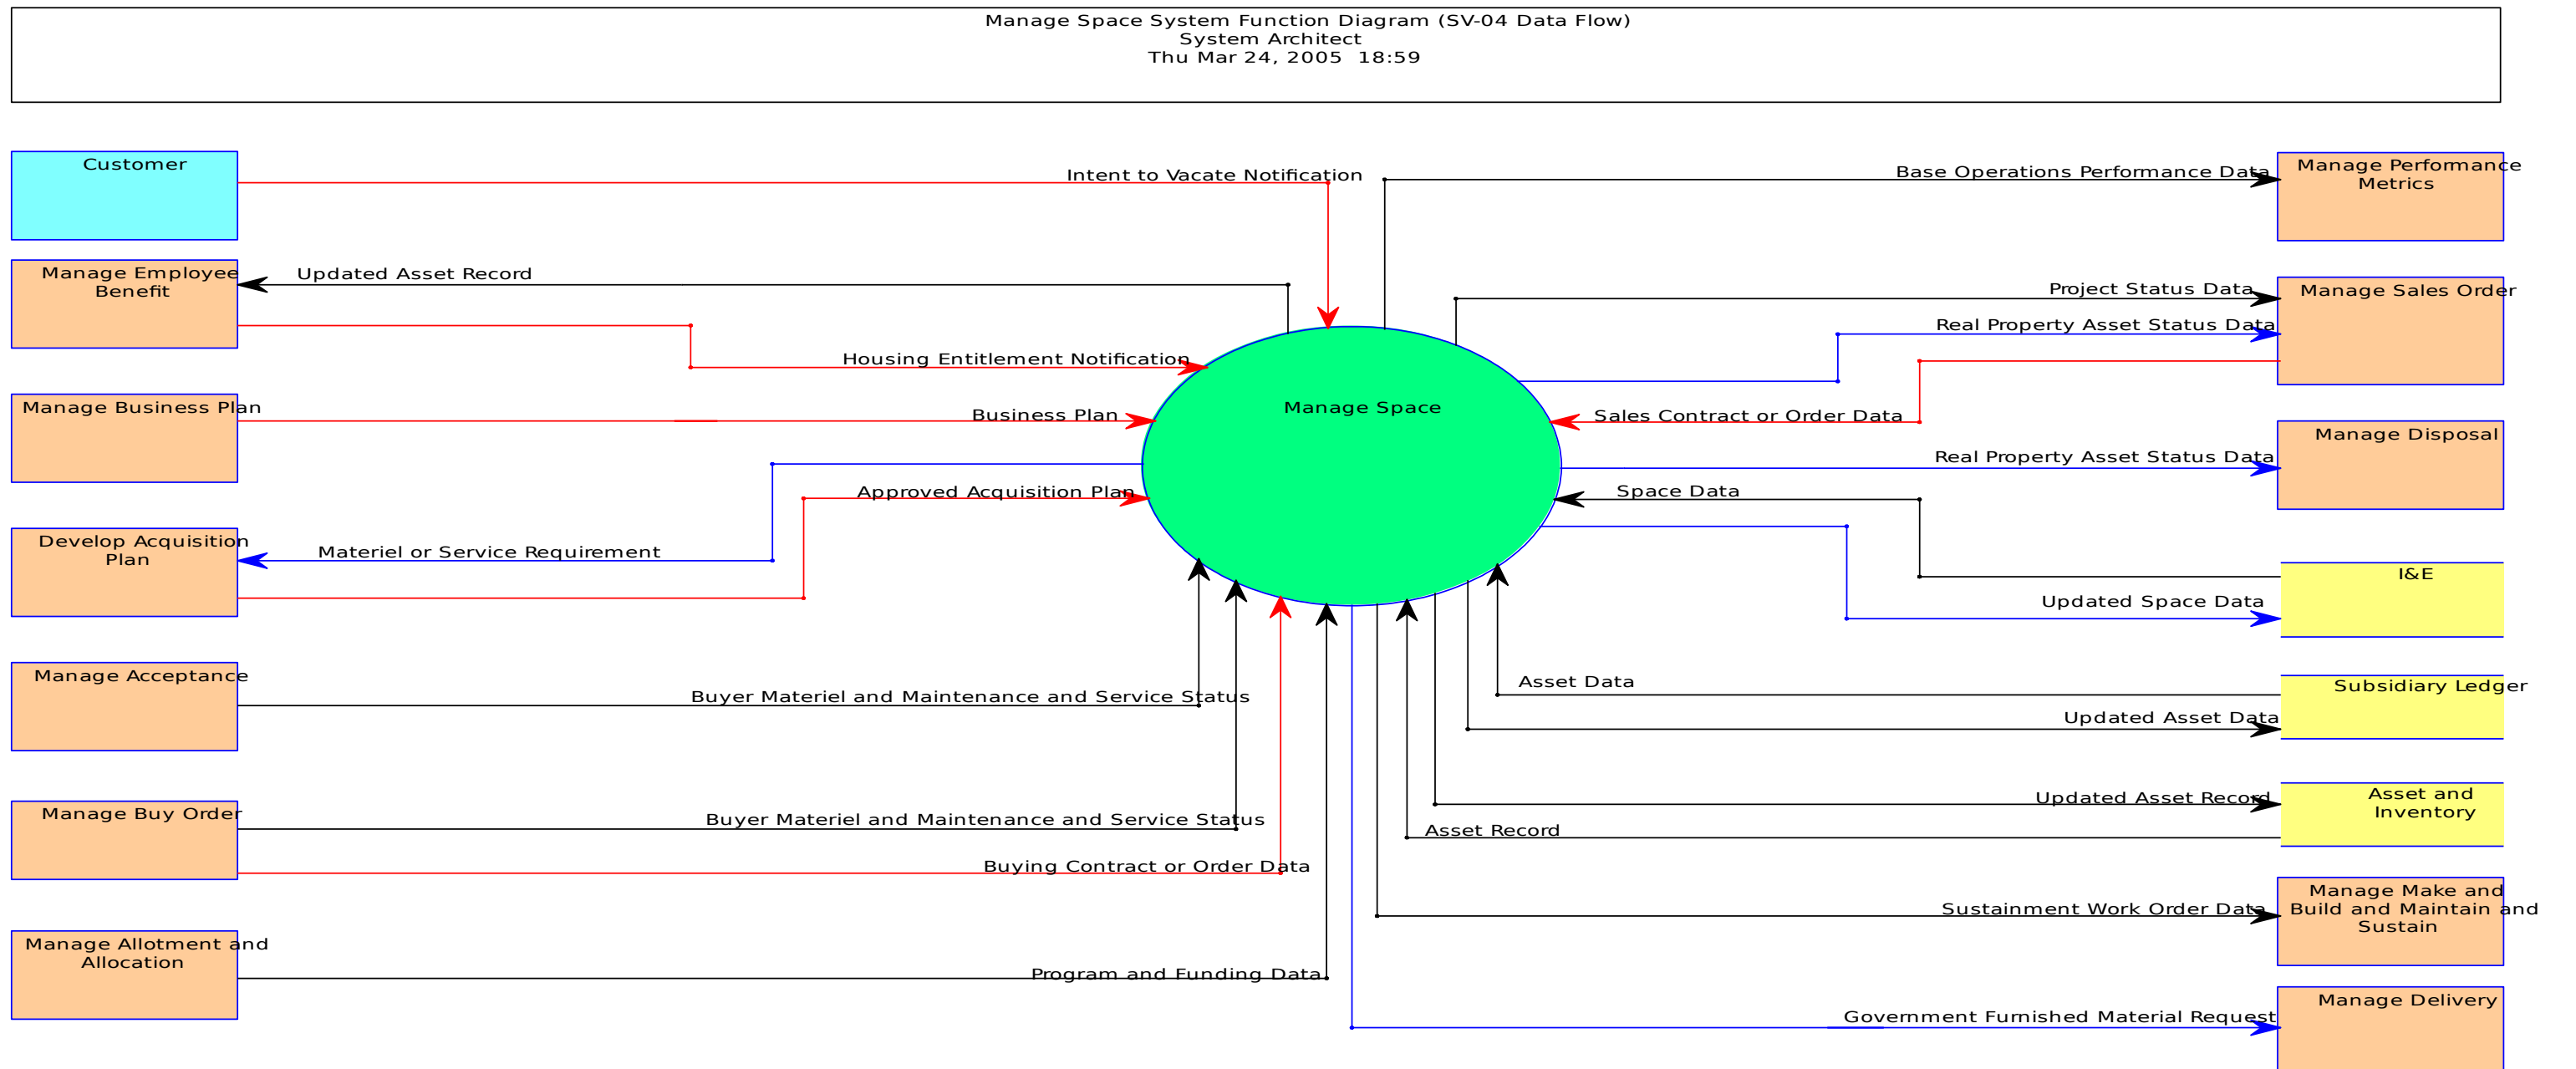 Manage Space System Function Diagram (SV-04 Data Flow)
System Architect
Thu Mar 24, 2005  18:59
Customer
Intent to Vacate Notification
Base Operations Performance Data
Manage Performance
Metrics
Manage Employee
Benefit
Updated Asset Record
Housing Entitlement Notification
Project Status Data
Real Property Asset Status Data
Manage Sales Order
Manage Business Plan
Business Plan
Manage Space
Sales Contract or Order Data
Manage Disposal
Real Property Asset Status Data
Approved Acquisition Plan
Space Data
Develop Acquisition
Plan
Materiel or Service Requirement
I&E
Updated Space Data
Manage Acceptance
Buyer Materiel and Maintenance and Service Status
Asset Data
Subsidiary Ledger
Updated Asset Data
Manage Buy Order
Buyer Materiel and Maintenance and Service Status
Buying Contract or Order Data
Updated Asset Record
Asset and
Inventory
Asset Record
Manage Make and
Build and Maintain and
Sustain
Sustainment Work Order Data
Manage Allotment and
Allocation
Program and Funding Data
Manage Delivery
Government Furnished Material Request